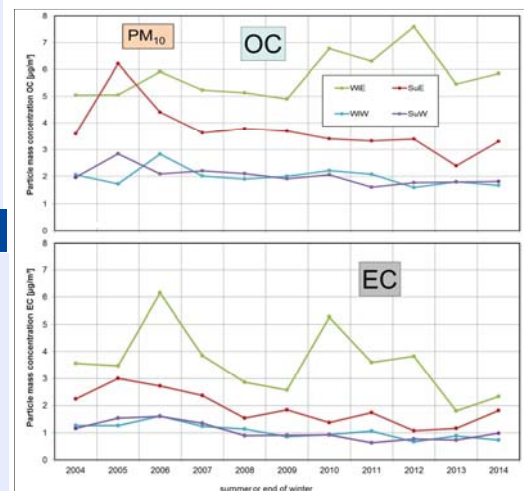 PM10
OC
Particle mass concentration OC [µg/m³]
8
7
6
5
4
3
2
1
0
WiE
SuE
WiW
SuW
EC
Particle mass concentration EC [µg/m³]
8
7
6
5
4
3
2
1
0
2004 2005 2006 2007 2008 2009 2010 2011 2012 2013 2014
summer or end of winter